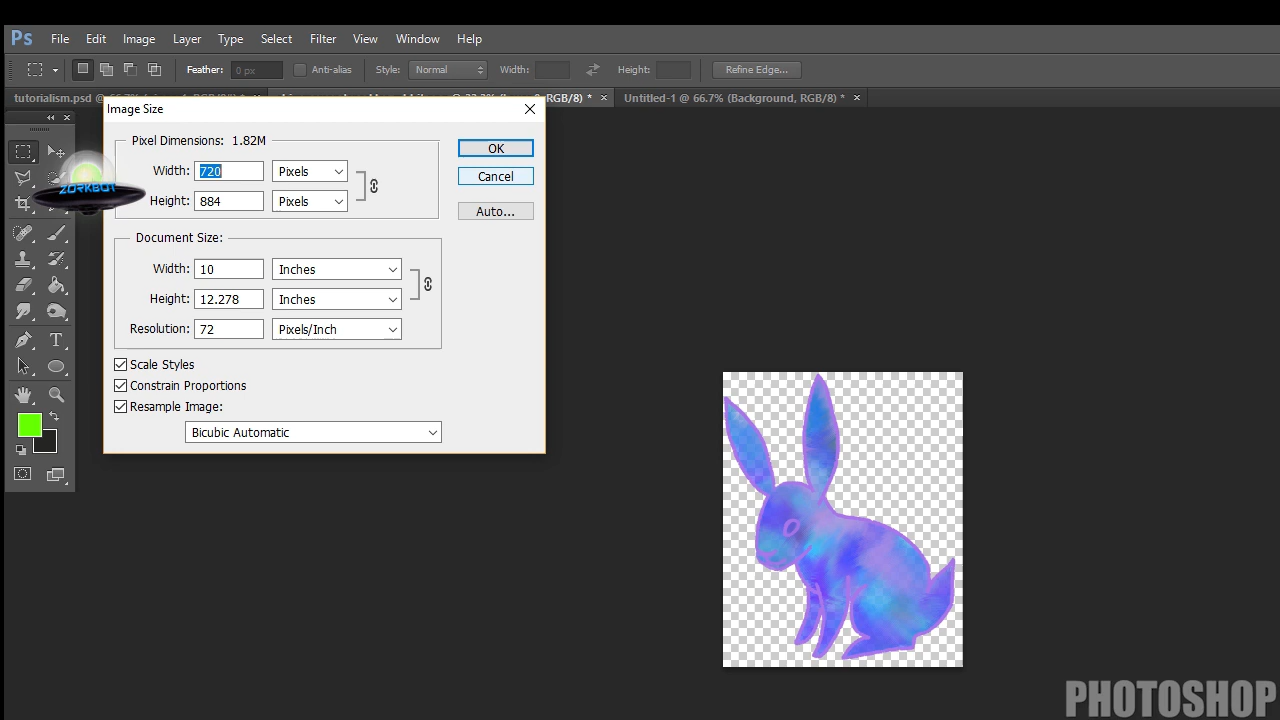 Ps File Edit Image Layer Type Select Filter View Window Help
Feather: 0 px Anti-alias Style: Normal Width: Height: Refine Edge...
tutorialism.psd @ RGB/8) * Untitled-1 @ 66.7% (Background, RGB/8) *
Image Size
Pixel Dimensions: 1.82M
OK
Width: 720 Pixels
Cancel
ZORKBOT
Height: 884 Pixels
Auto...
Document Size:
Width: 10 Inches
Height: 12.278 Inches
Resolution: 72 Pixels/Inch
Scale Styles
Constrain Proportions
Resample Image:
Bicubic Automatic
PHOTOSHOP